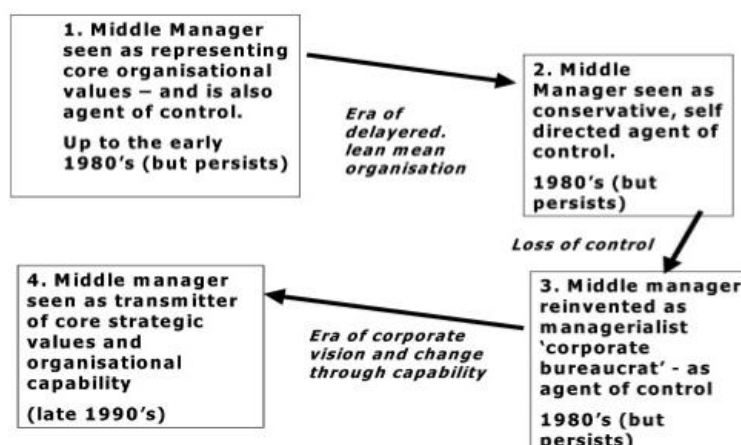 1. Middle Manager
seen as representing
core organisational
values – and is also
agent of control.
Up to the early
1980's (but persists)
Era of
delayered.
lean mean
organisation
2. Middle
Manager seen as
conservative, self
directed agent of
control.
1980's (but
persists)
Loss of control
3. Middle manager
reinvented as
managerialist
'corporate
bureaucrat' - as
agent of control
1980's (but
persists)
Era of corporate
vision and change
through capability
4. Middle manager
seen as transmitter
of core strategic
values and
organisational
capability
(late 1990's)